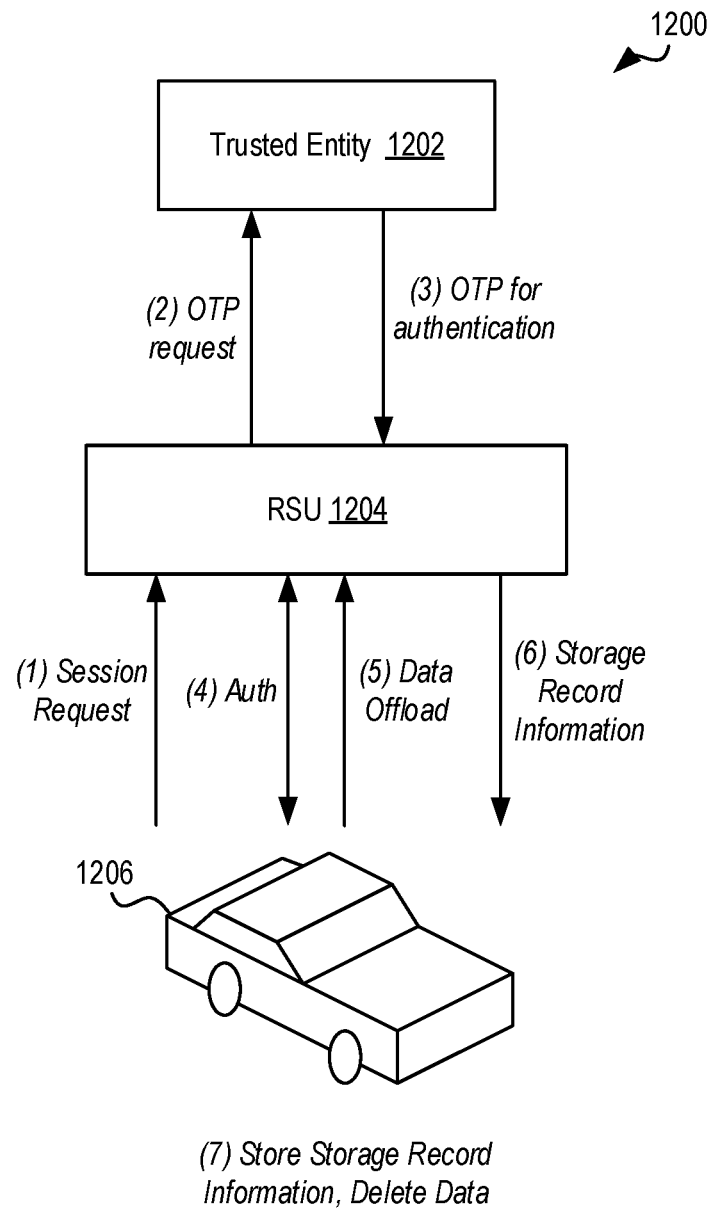 1200
Trusted Entity 1202
(2) OTP
request
(3) OTP for
authentication
RSU 1204
(1) Session
Request
(4) Auth
(5) Data
Offload
(6) Storage
Record
Information
1206
(7) Store Storage Record
Information, Delete Data